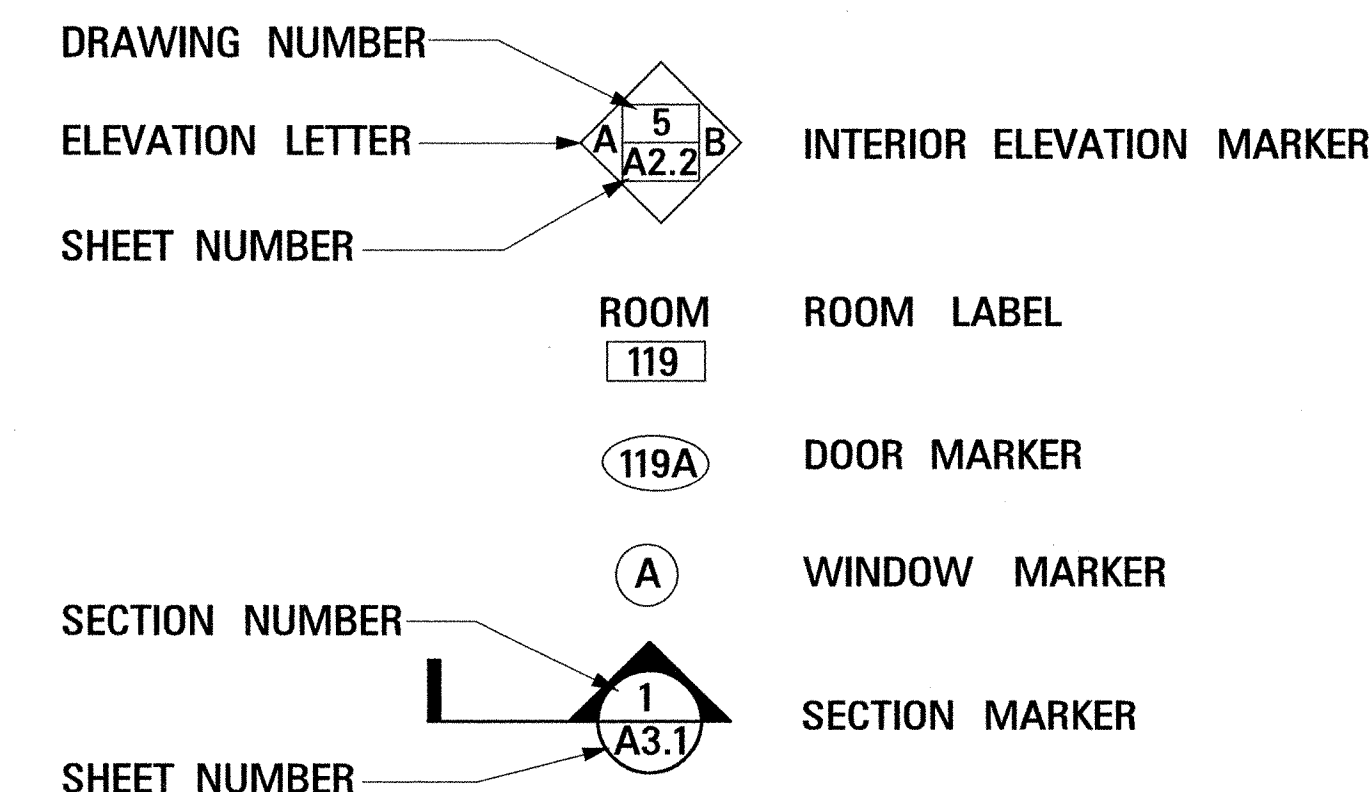 DRAWING NUMBER
5
ELEVATION LETTER
A
B
INTERIOR ELEVATION MARKER
A2.2
SHEET NUMBER
ROOM
ROOM LABEL
119
119A
DOOR MARKER
A
WINDOW MARKER
SECTION NUMBER
1
SECTION MARKER
A3.1
SHEET NUMBER